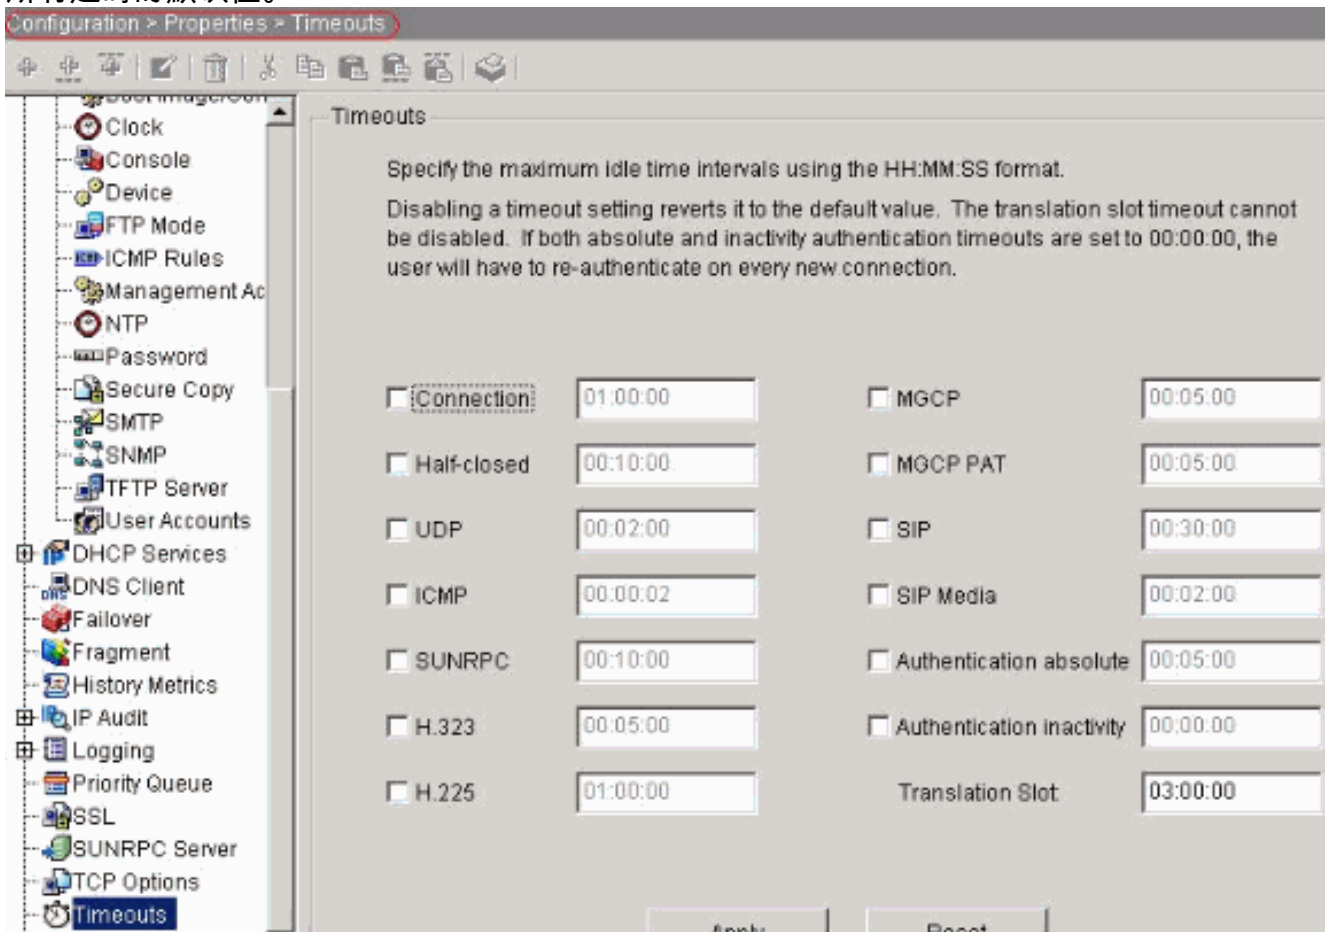 所有超时的默认值。
Configuration > Properties > Timeouts
Clock
Console
Device
FTP Mode
ICMP Rules
Management Ac
NTP
Password
Secure Copy
SMTP
SNMP
TFTP Server
User Accounts
DHCP Services
DNS Client
Failover
Fragment
History Metrics
IP Audit
Logging
Priority Queue
SSL
SUNRPC Server
TCP Options
Timeouts
Timeouts
Specify the maximum idle time intervals using the HH:MM:SS format.
Disabling a timeout setting reverts it to the default value. The translation slot timeout cannot
be disabled. If both absolute and inactivity authentication timeouts are set to 00:00:00, the
user will have to re-authenticate on every new connection.
Connection 01:00:00 MGCP 00:05:00
Half-closed 00:10:00 MGCP PAT 00:05:00
UDP 00:02:00 SIP 00:30:00
ICMP 00:00:02 SIP Media 00:02:00
SUNRPC 00:10:00 Authentication absolute 00:05:00
H.323 00:05:00 Authentication inactivity 00:00:00
H.225 01:00:00 Translation Slot: 03:00:00
Apply Reset